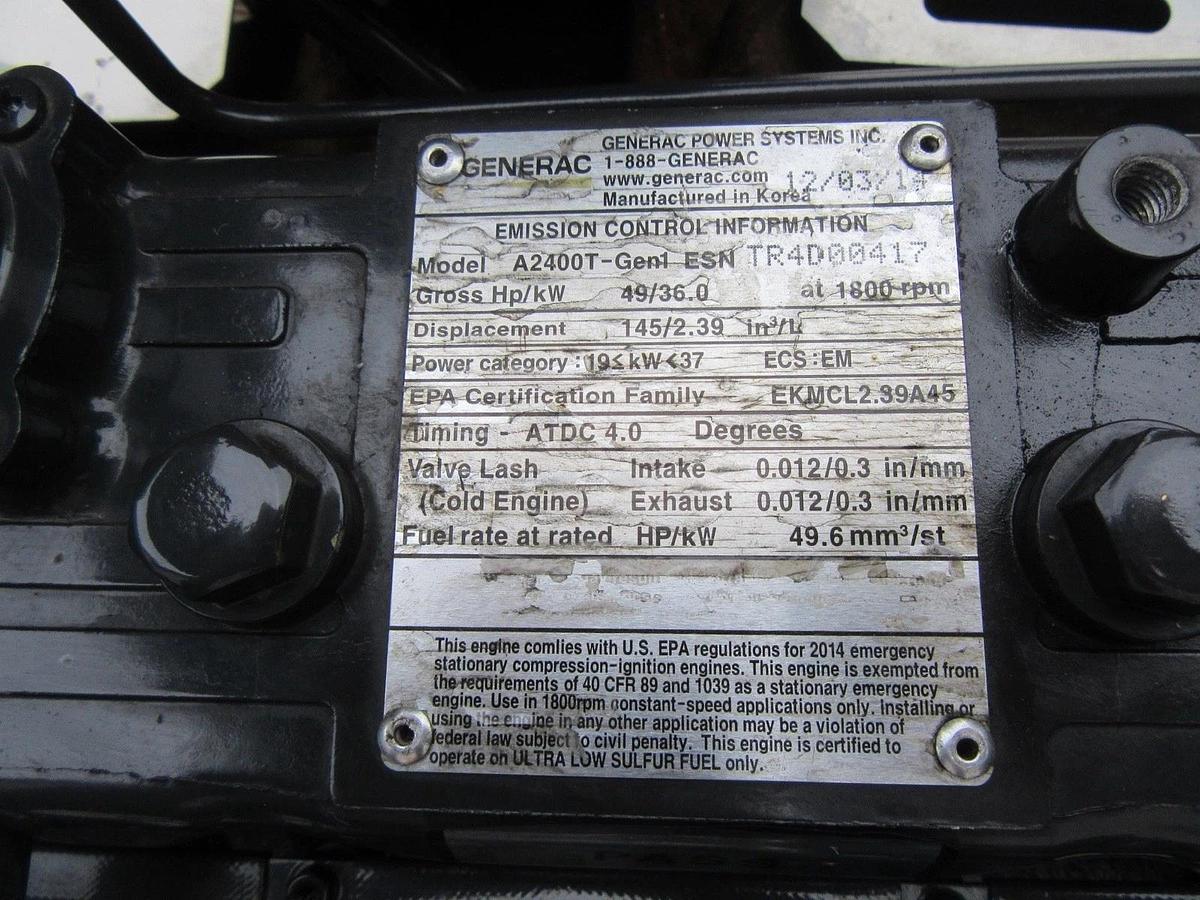 GENERAC
GENERAC POWER SYSTEMS INC.
1-888-GENERAC
www.generac.com 12/03/14
Manufactured in Korea
EMISSION CONTROL INFORMATION
Model A2400T-Gen1 ESN TR4D00417
Gross Hp/kW 49/36.0 at 1800 rpm
Displacement 145/2.39 in³/L
Power category : 19≤kW<37 ECS:EM
EPA Certification Family EKMCL2.39A45
Timing - ATDC 4.0 Degrees
Valve Lash Intake 0.012/0.3 in/mm
(Cold Engine) Exhaust 0.012/0.3 in/mm
Fuel rate at rated HP/kW 49.6 mm³/st
This engine complies with U.S. EPA regulations for 2014 emergency
stationary compression-ignition engines. This engine is exempted from
the requirements of 40 CFR 89 and 1039 as a stationary emergency
engine. Use in 1800rpm constant-speed applications only. Installing or
using the engine in any other application may be a violation of
federal law subject to civil penalty. This engine is certified to
operate on ULTRA LOW SULFUR FUEL only.